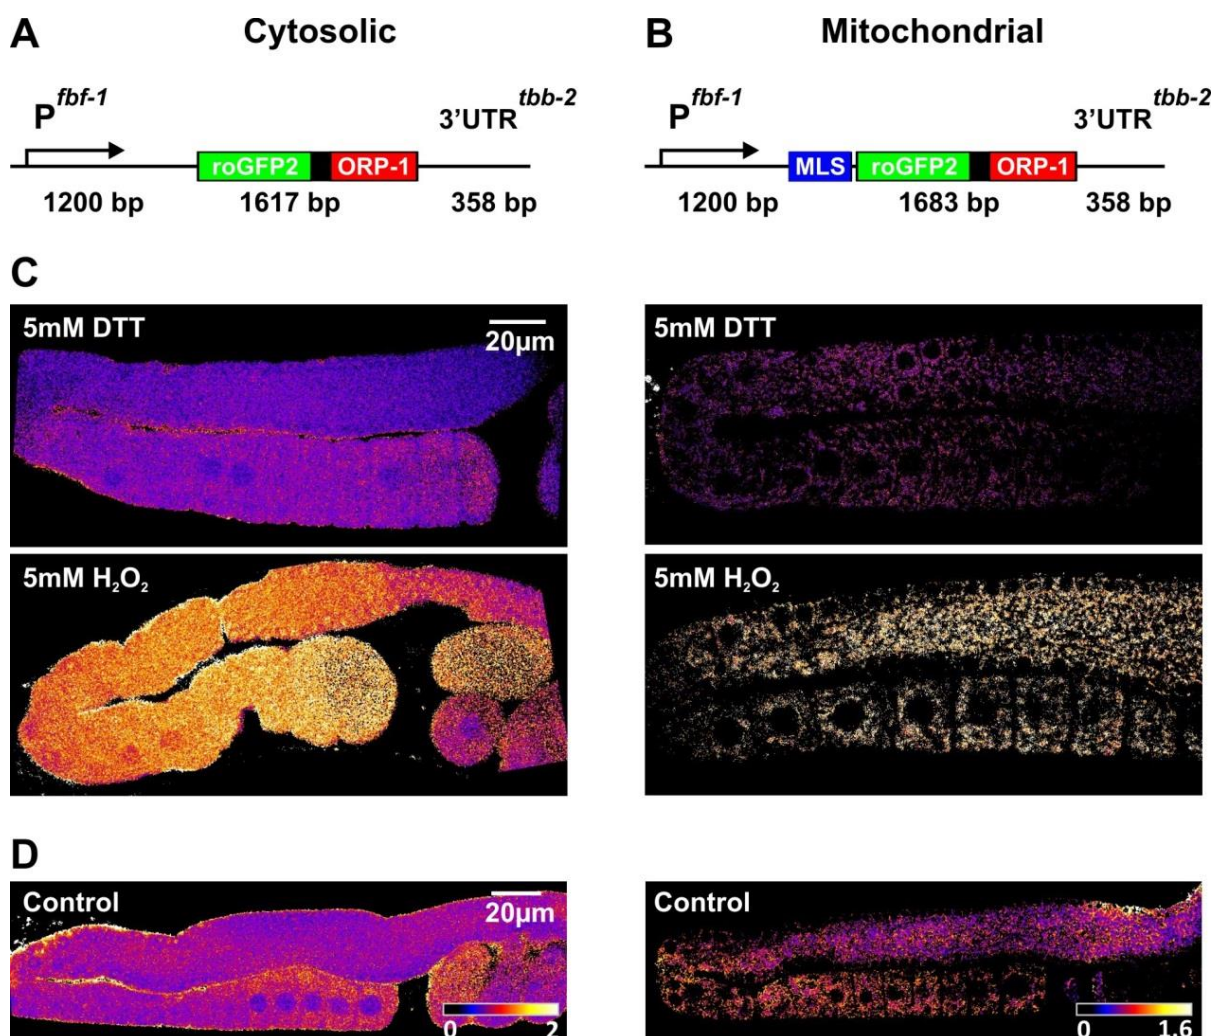 A Cytosolic
P^fbf-1
3'UTR^tbb-2
roGFP2 ORP-1
1200 bp 1617 bp 358 bp
B Mitochondrial
P^fbf-1
3'UTR^tbb-2
MLS roGFP2 ORP-1
1200 bp 1683 bp 358 bp
C
5mM DTT
20µm
5mM DTT
5mM H₂O₂
5mM H₂O₂
D
Control
20µm
0 2
Control
0 1.6